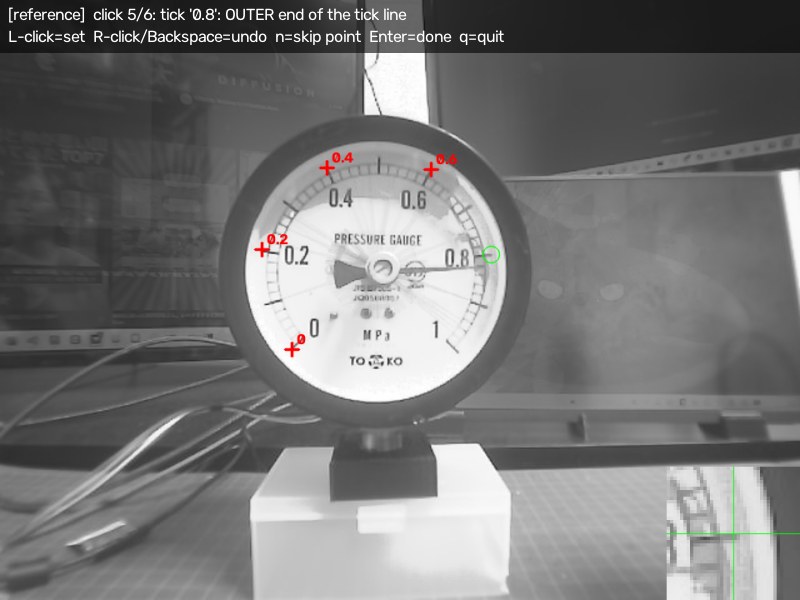 [reference] click 5/6: tick '0.8': OUTER end of the tick line
L-click=set R-click/Backspace=undo n=skip point Enter=done q=quit
DIFFUSION
0.4
0.6
0.4
0.6
PRESSURE GAUGE
0.2
0.2
0.8
0
0
MPa
1
TOKO